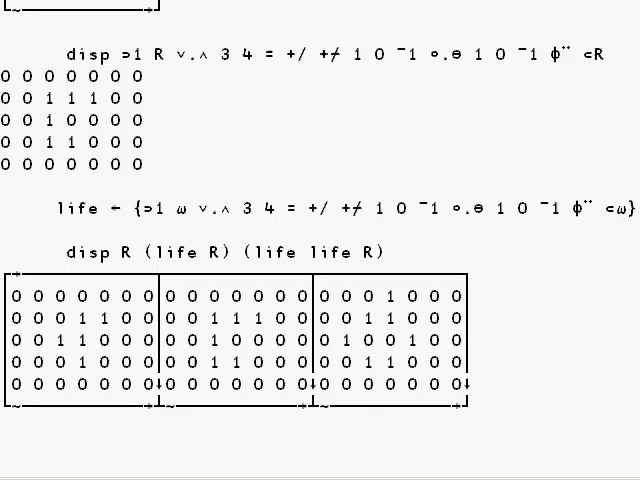 disp ⊃1 R ∨.∧ 3 4 = +/ +⌿ 1 0 ¯1 ∘.⊖ 1 0 ¯1 ⌽¨ ⊂R
0 0 0 0 0 0 0
0 0 1 1 1 0 0
0 0 1 0 0 0 0
0 0 1 1 0 0 0
0 0 0 0 0 0 0
life ← {⊃1 ⍵ ∨.∧ 3 4 = +/ +⌿ 1 0 ¯1 ∘.⊖ 1 0 ¯1 ⌽¨ ⊂⍵}
disp R (life R) (life life R)
0 0 0 0 0 0 0 0 0 0 0 0 0 0 0 0 0 1 0 0 0
0 0 0 1 1 0 0 0 0 1 1 1 0 0 0 0 1 1 0 0 0
0 0 1 1 0 0 0 0 0 1 0 0 0 0 0 1 0 0 1 0 0
0 0 0 1 0 0 0 0 0 1 1 0 0 0 0 0 1 1 0 0 0
0 0 0 0 0 0 0 0 0 0 0 0 0 0 0 0 0 0 0 0 0